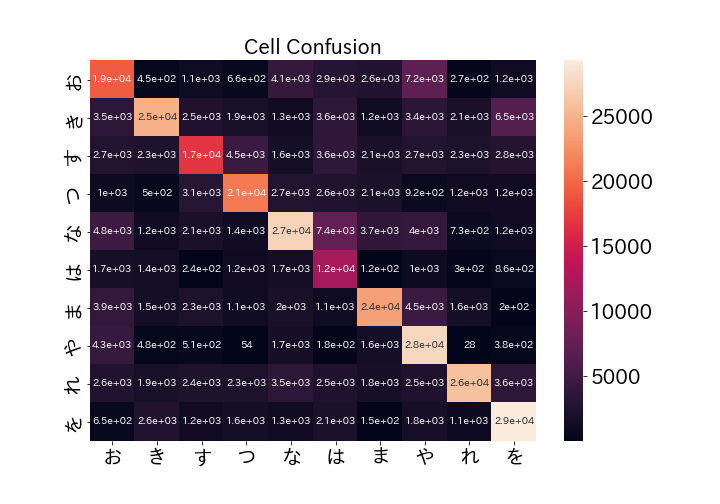 Cell Confusion
お 1.9e+04 4.5e+02 1.1e+03 6.6e+02 4.1e+03 2.9e+03 2.6e+03 7.2e+03 2.7e+02 1.2e+03
き 3.5e+03 2.5e+04 2.5e+03 1.9e+03 1.3e+03 3.6e+03 1.2e+03 3.4e+03 2.1e+03 6.5e+03
す 2.7e+03 2.3e+03 1.7e+04 4.5e+03 1.6e+03 3.6e+03 2.1e+03 2.7e+03 2.3e+03 2.8e+03
つ 1e+03 5e+02 3.1e+03 2.1e+04 2.7e+03 2.6e+03 2.1e+03 9.2e+02 1.2e+03 1.2e+03
な 4.8e+03 1.2e+03 2.1e+03 1.4e+03 2.7e+04 7.4e+03 3.7e+03 4e+03 7.3e+02 1.2e+03
は 1.7e+03 1.4e+03 2.4e+02 1.2e+03 1.7e+03 1.2e+04 1.2e+02 1e+03 3e+02 8.6e+02
ま 3.9e+03 1.5e+03 2.3e+03 1.1e+03 2e+03 1.1e+03 2.4e+04 4.5e+03 1.6e+03 2e+02
や 4.3e+03 4.8e+02 5.1e+02 54 1.7e+03 1.8e+02 1.6e+03 2.8e+04 28 3.8e+02
れ 2.6e+03 1.9e+03 2.4e+03 2.3e+03 3.5e+03 2.5e+03 1.8e+03 2.5e+03 2.6e+04 3.6e+03
を 6.5e+02 2.6e+03 1.2e+03 1.6e+03 1.3e+03 2.1e+03 1.5e+02 1.8e+03 1.1e+03 2.9e+04
お き す つ な は ま や れ を
25000
20000
15000
10000
5000